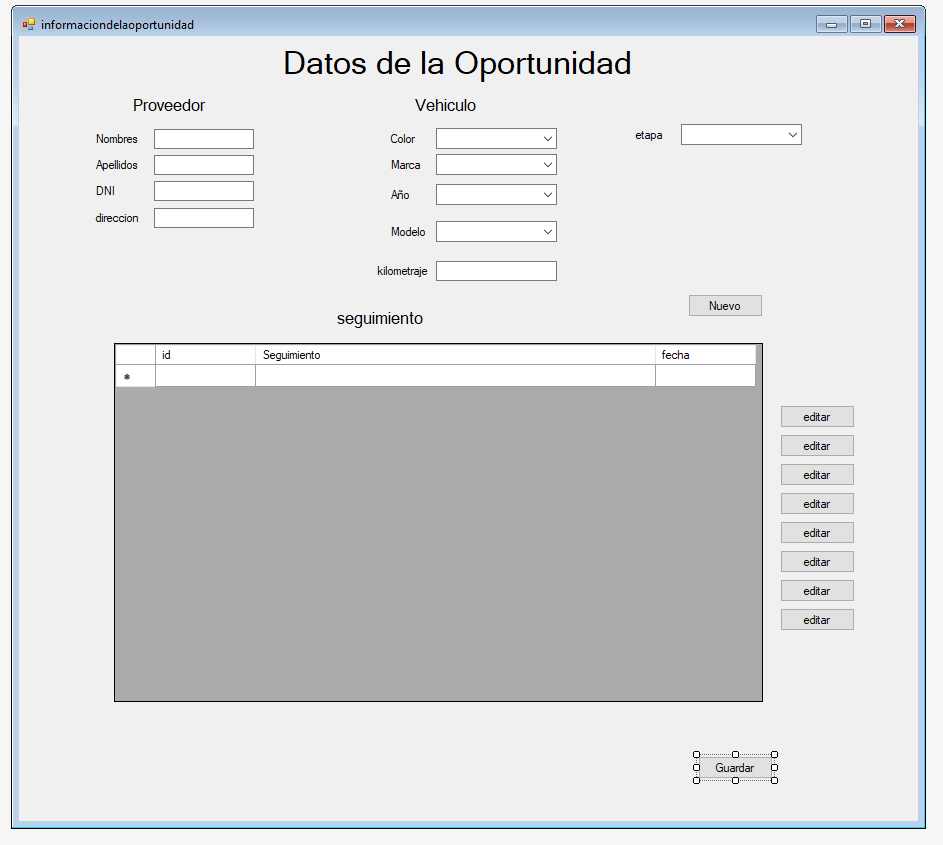 informaciondelaoportunidad
Datos de la Oportunidad
Proveedor
Vehiculo
Nombres
Color
etapa
Apellidos
Marca
DNI
Año
direccion
Modelo
kilometraje
Nuevo
seguimiento
id Seguimiento fecha
*
editar
editar
editar
editar
editar
editar
editar
editar
Guardar